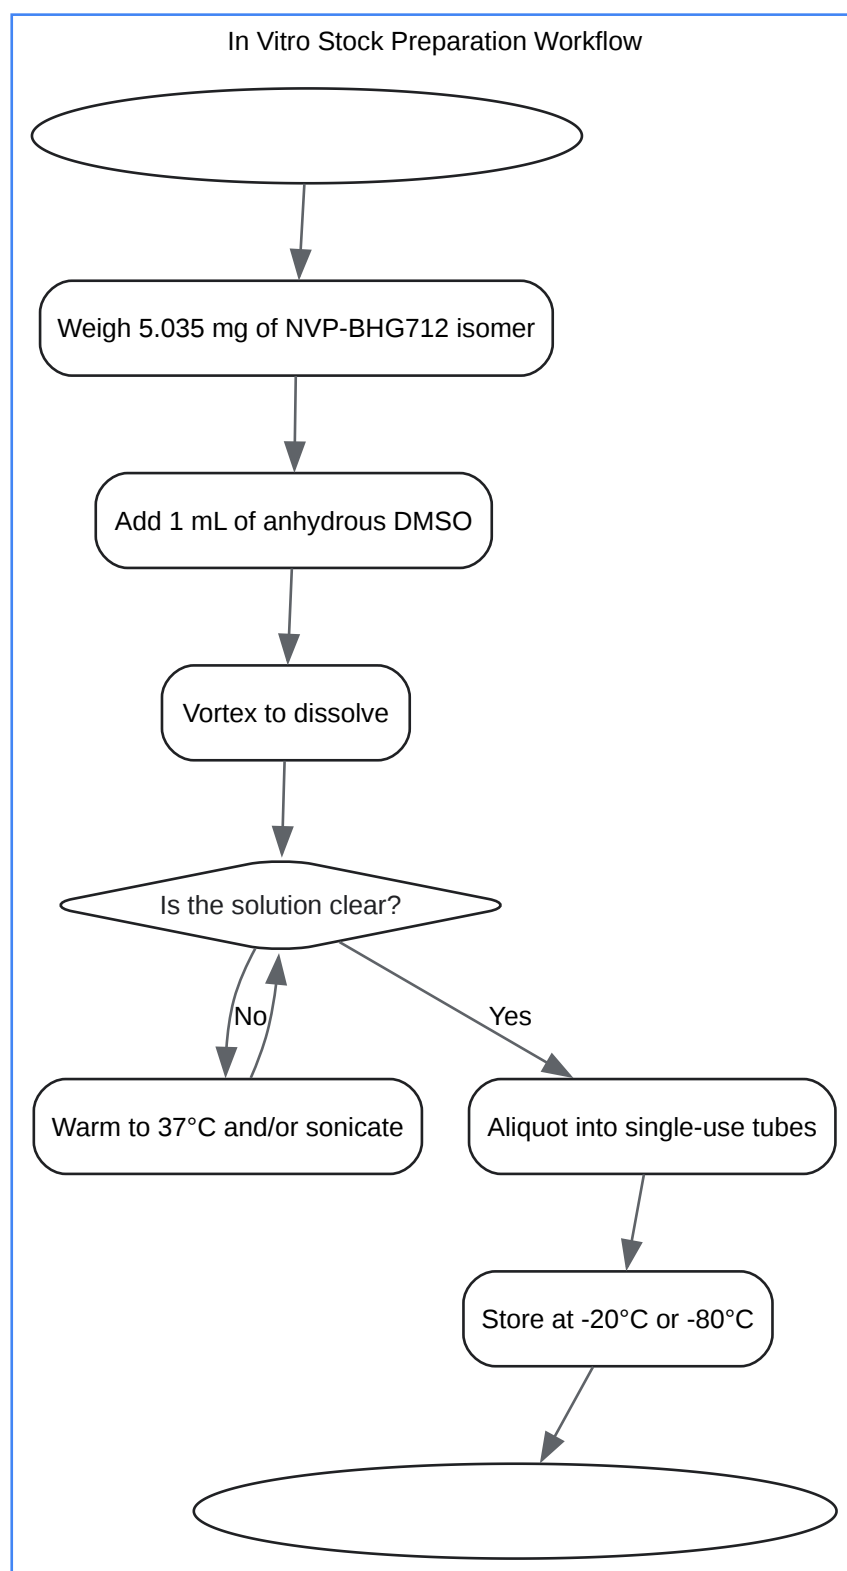 In Vitro Stock Preparation Workflow
Weigh 5.035 mg of NVP-BHG712 isomer
Add 1 mL of anhydrous DMSO
Vortex to dissolve
Is the solution clear?
No
Yes
Warm to 37°C and/or sonicate
Aliquot into single-use tubes
Store at -20°C or -80°C